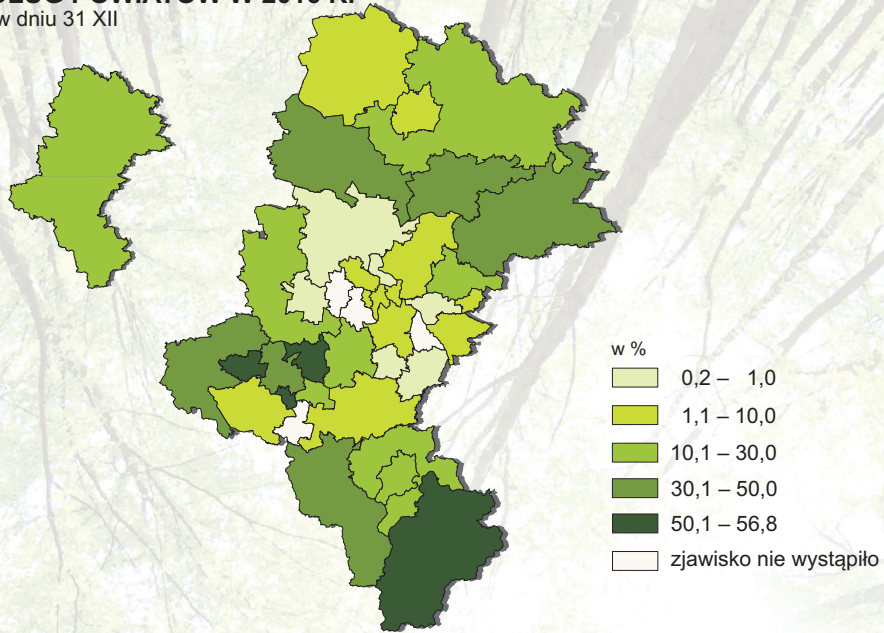 w dniu 31 XII
w %
0,2 – 1,0
1,1 – 10,0
10,1 – 30,0
30,1 – 50,0
50,1 – 56,8
zjawisko nie wystąpiło